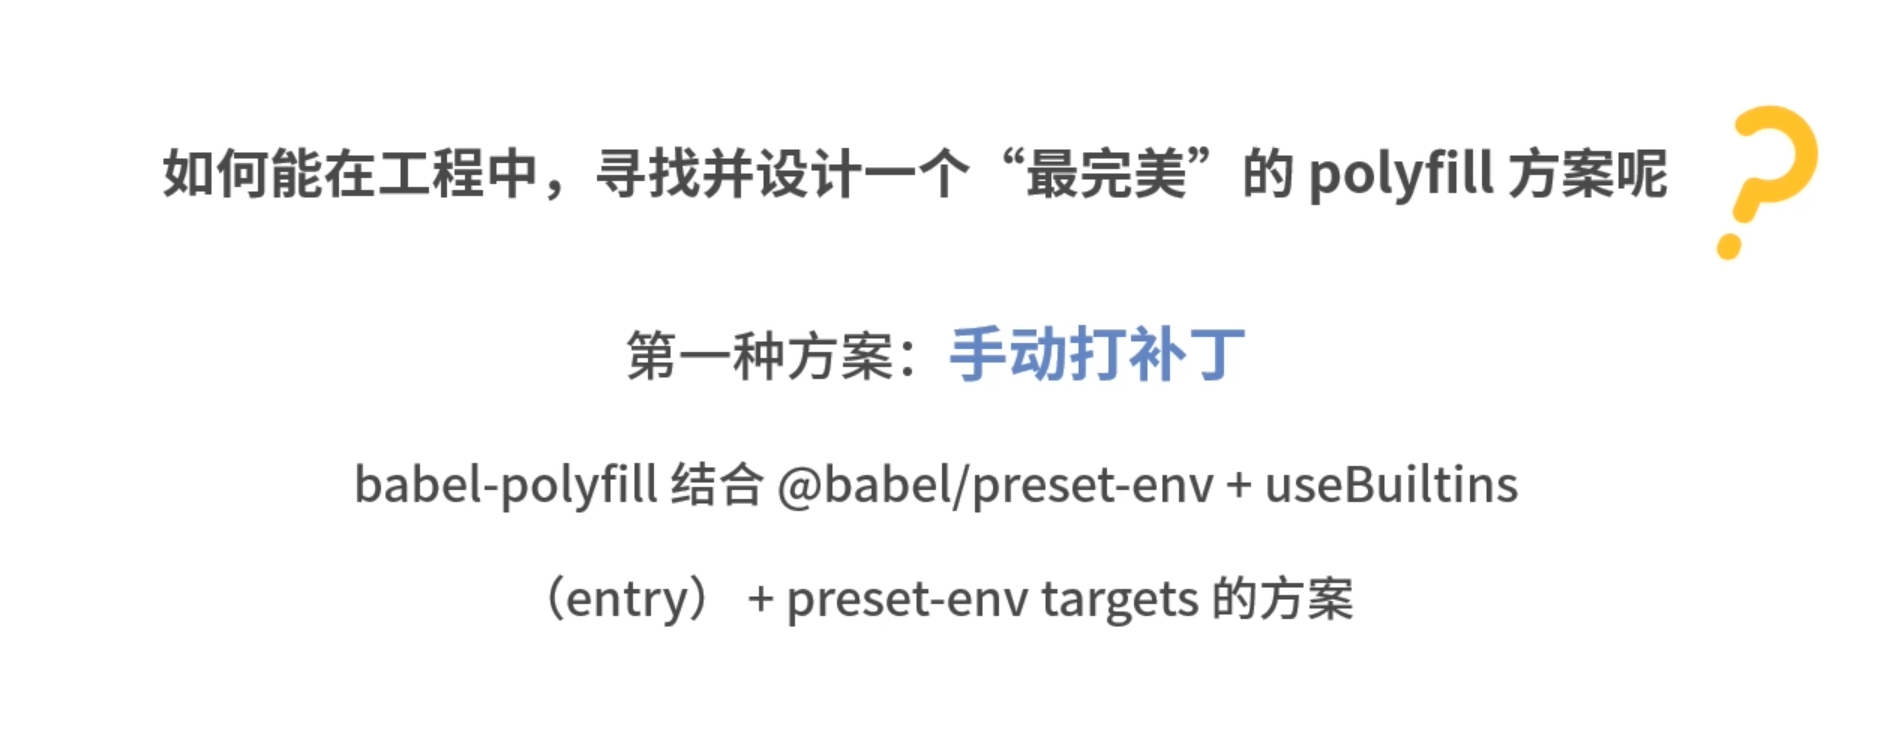 如何能在工程中，寻找并设计一个“最完美”的 polyfill 方案呢?
第一种方案：手动打补丁
babel-polyfill 结合 @babel/preset-env + useBuiltins
（entry） + preset-env targets 的方案